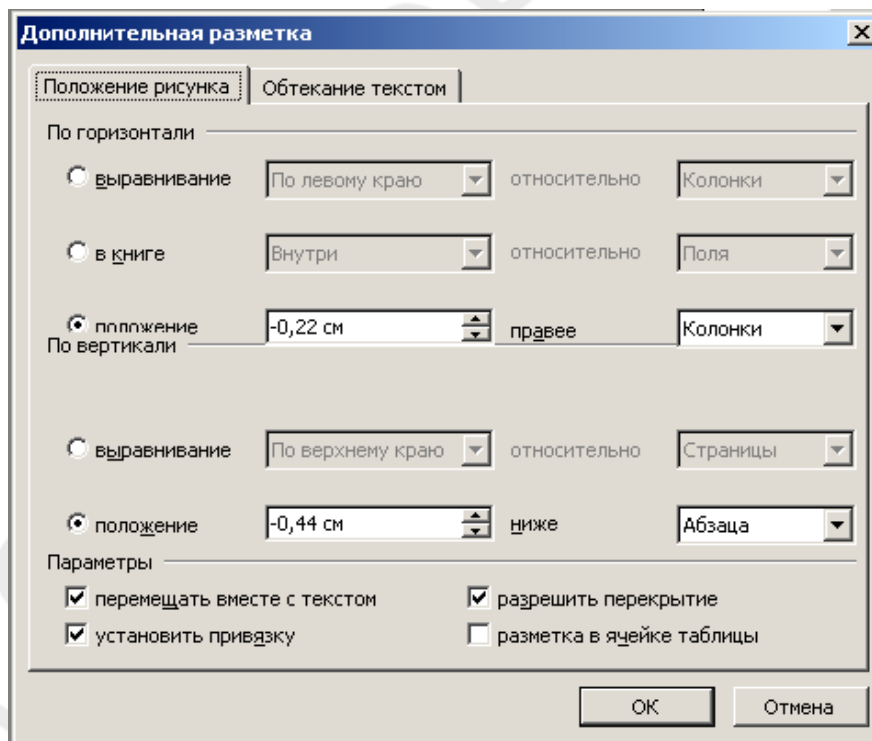 Дополнительная разметка
Положение рисунка Обтекание текстом
По горизонтали
выравнивание По левому краю относительно Колонки
в книге Внутри относительно Поля
положение -0,22 см правее Колонки
По вертикали
выравнивание По верхнему краю относительно Страницы
положение -0,44 см ниже Абзаца
Параметры
перемещать вместе с текстом разрешить перекрытие
установить привязку разметка в ячейке таблицы
ОК Отмена